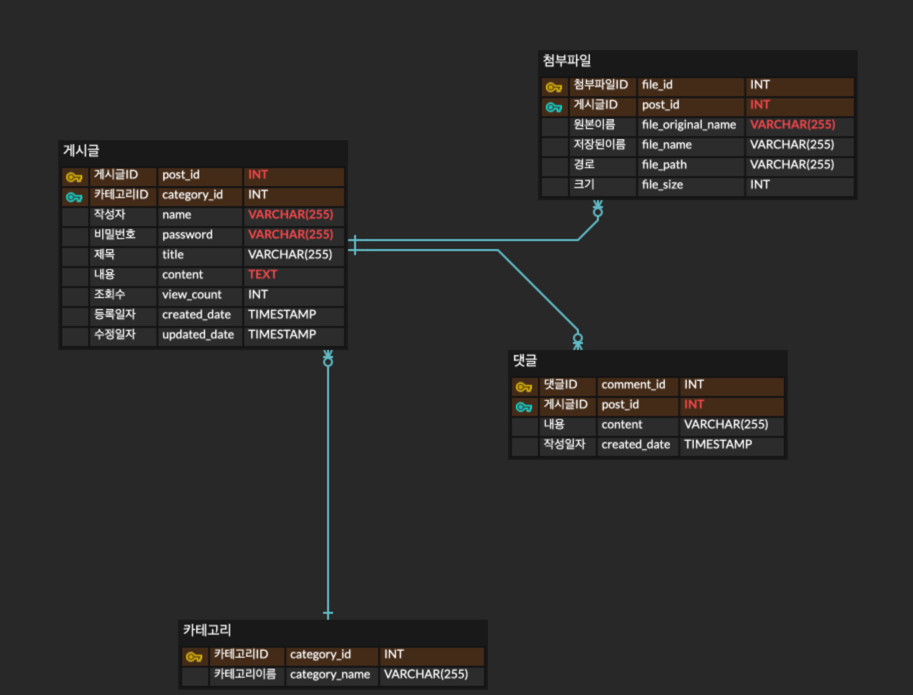 첨부파일
첨부파일ID file_id INT
게시글ID post_id INT
원본이름 file_original_name VARCHAR(255)
저장된이름 file_name VARCHAR(255)
경로 file_path VARCHAR(255)
크기 file_size INT
게시글
게시글ID post_id INT
카테고리ID category_id INT
작성자 name VARCHAR(255)
비밀번호 password VARCHAR(255)
제목 title VARCHAR(255)
내용 content TEXT
조회수 view_count INT
등록일자 created_date TIMESTAMP
수정일자 updated_date TIMESTAMP
댓글
댓글ID comment_id INT
게시글ID post_id INT
내용 content VARCHAR(255)
작성일자 created_date TIMESTAMP
카테고리
카테고리ID category_id INT
카테고리이름 category_name VARCHAR(255)